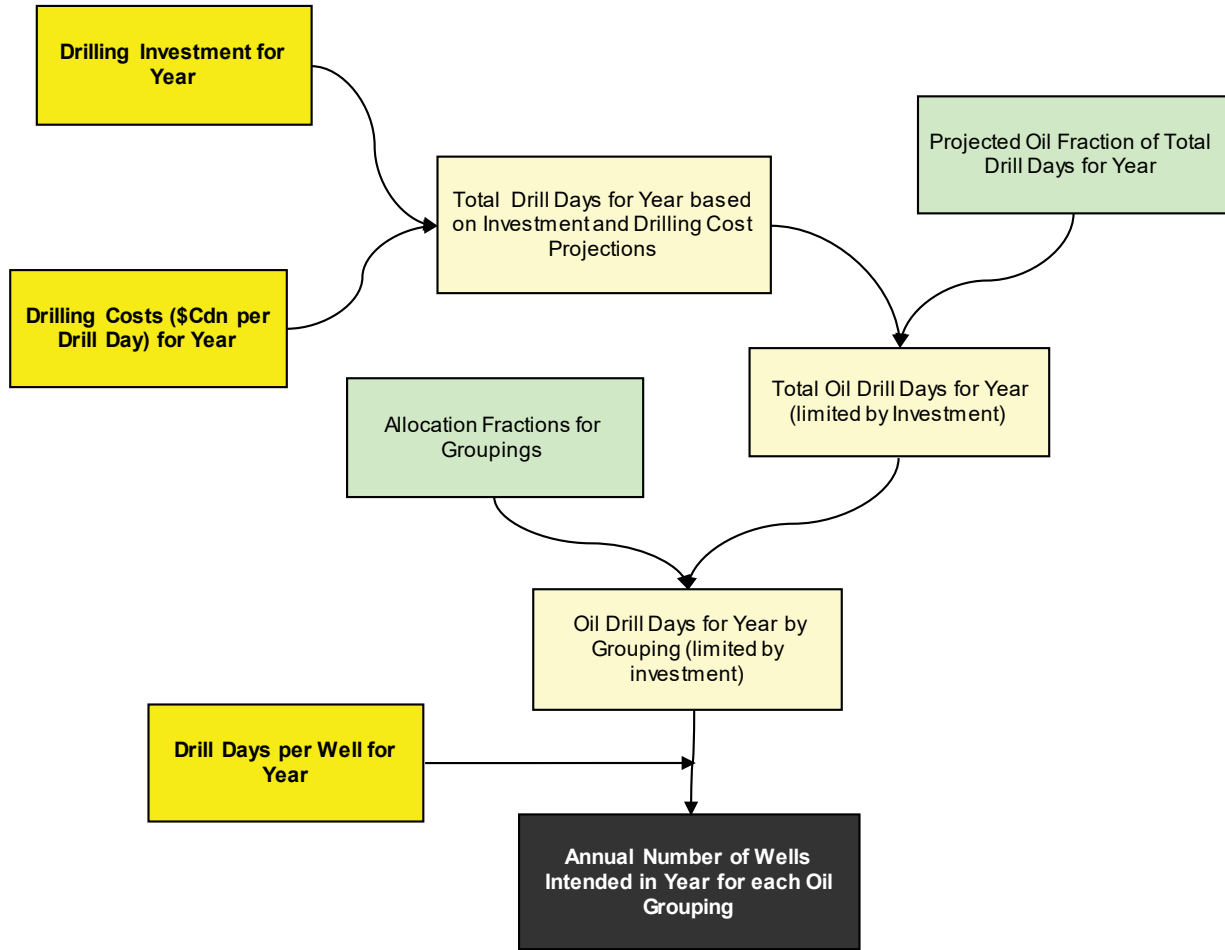 Drilling Investment for
Year
Projected Oil Fraction of Total
Drill Days for Year
Total Drill Days for Year based
on Investment and Drilling Cost
Projections
Drilling Costs ($Cdn per
Drill Day) for Year
Total Oil Drill Days for Year
(limited by Investment)
Allocation Fractions for
Groupings
Oil Drill Days for Year by
Grouping (limited by
investment)
Drill Days per Well for
Year
Annual Number of Wells
Intended in Year for each Oil
Grouping